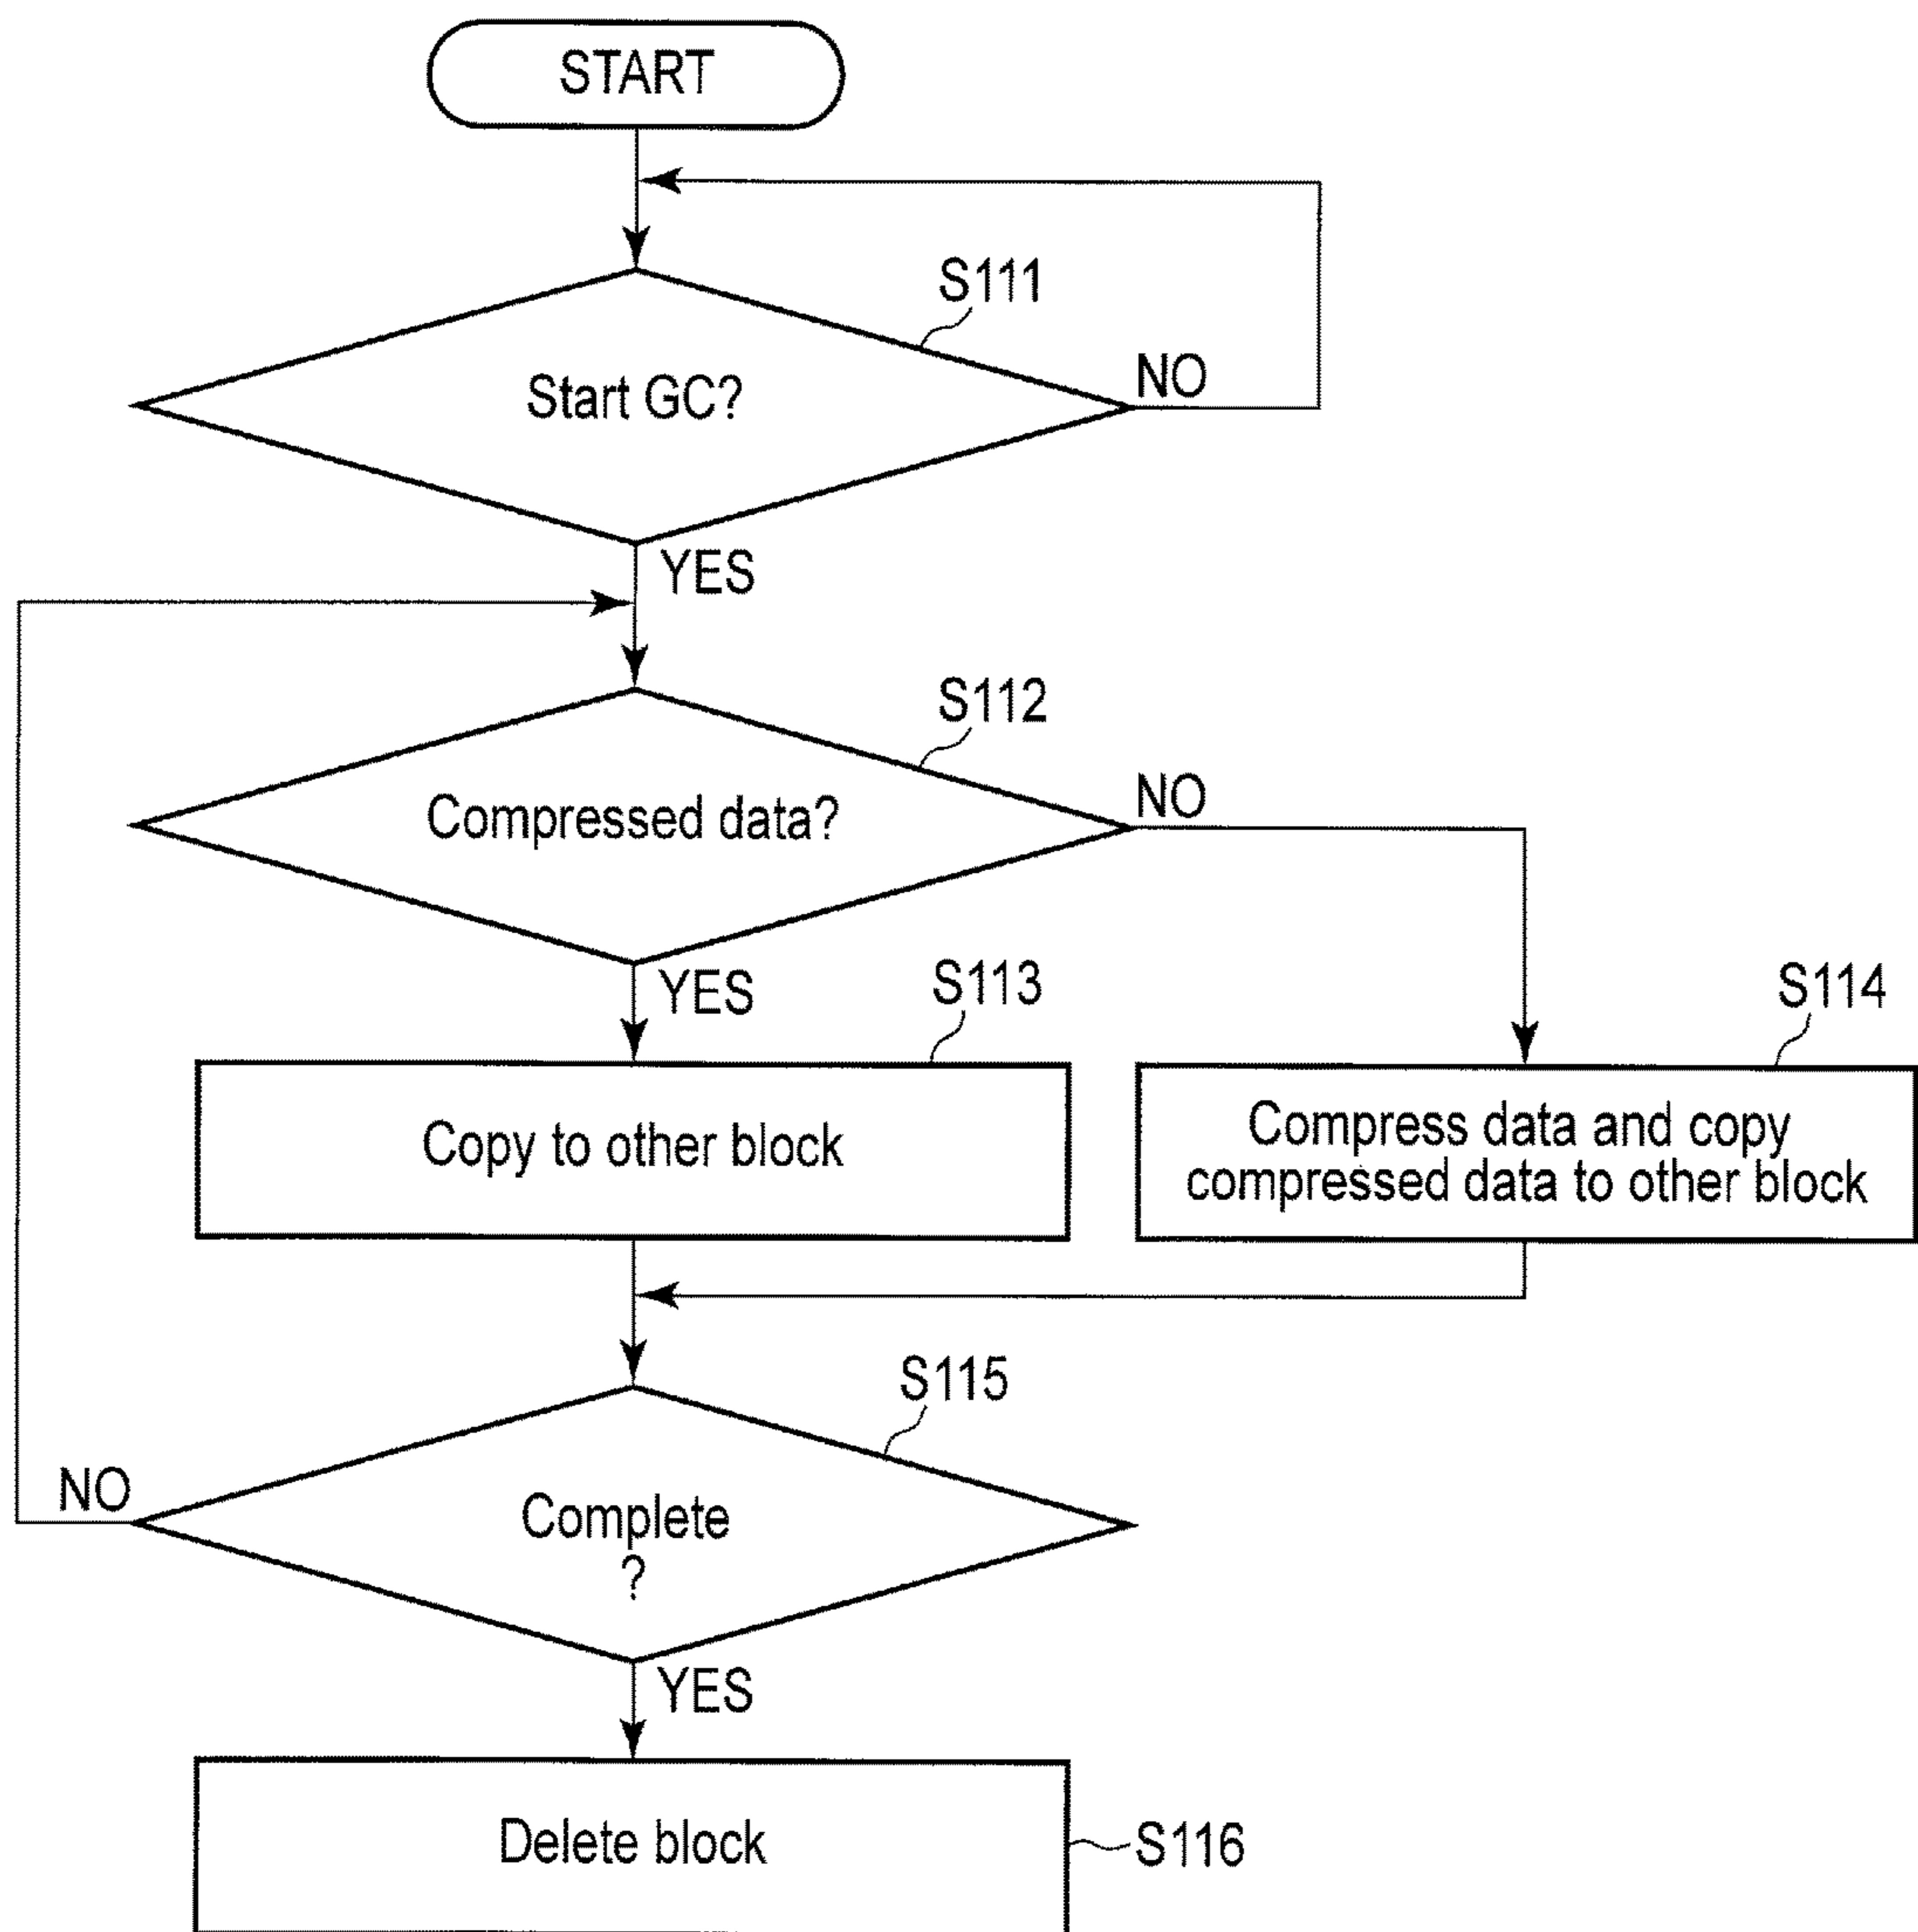 START
S111
Start GC?
NO
YES
S112
Compressed data?
NO
YES
S113
S114
Copy to other block
Compress data and copy
compressed data to other block
S115
NO
Complete
?
YES
Delete block
S116